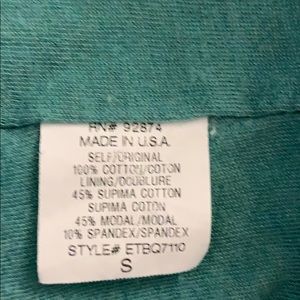 RN# 92874
MADE IN U.S.A.
SELF/ORIGINAL
100% COTTON/COTON
LINING/DOUBLURE
45% SUPIMA COTTON
SUPIMA COTON
45% MODAL/MODAL
10% SPANDEX/SPANDEX
STYLE# ETBQ7110
S